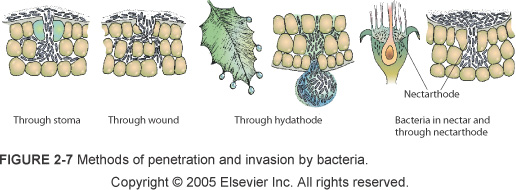 Nectarthode
Through stoma
Through wound
Through hydathode
Bacteria in nectar and
through nectarthode
FIGURE 2-7 Methods of penetration and invasion by bacteria.
Copyright © 2005 Elsevier Inc. All rights reserved.